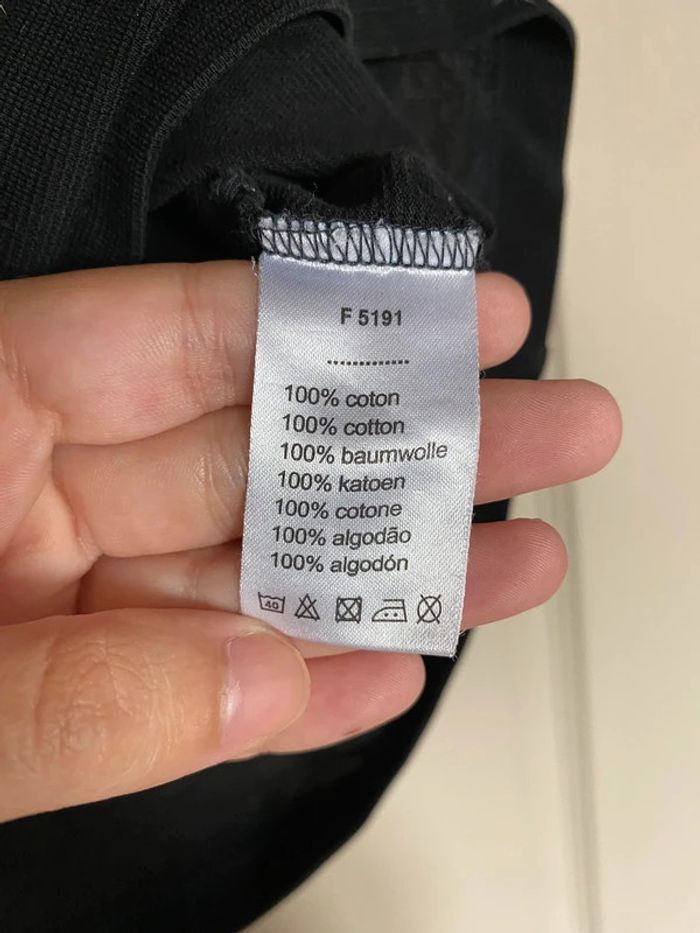 F 5191
..............
100% coton
100% cotton
100% baumwolle
100% katoen
100% cotone
100% algodão
100% algodón
40